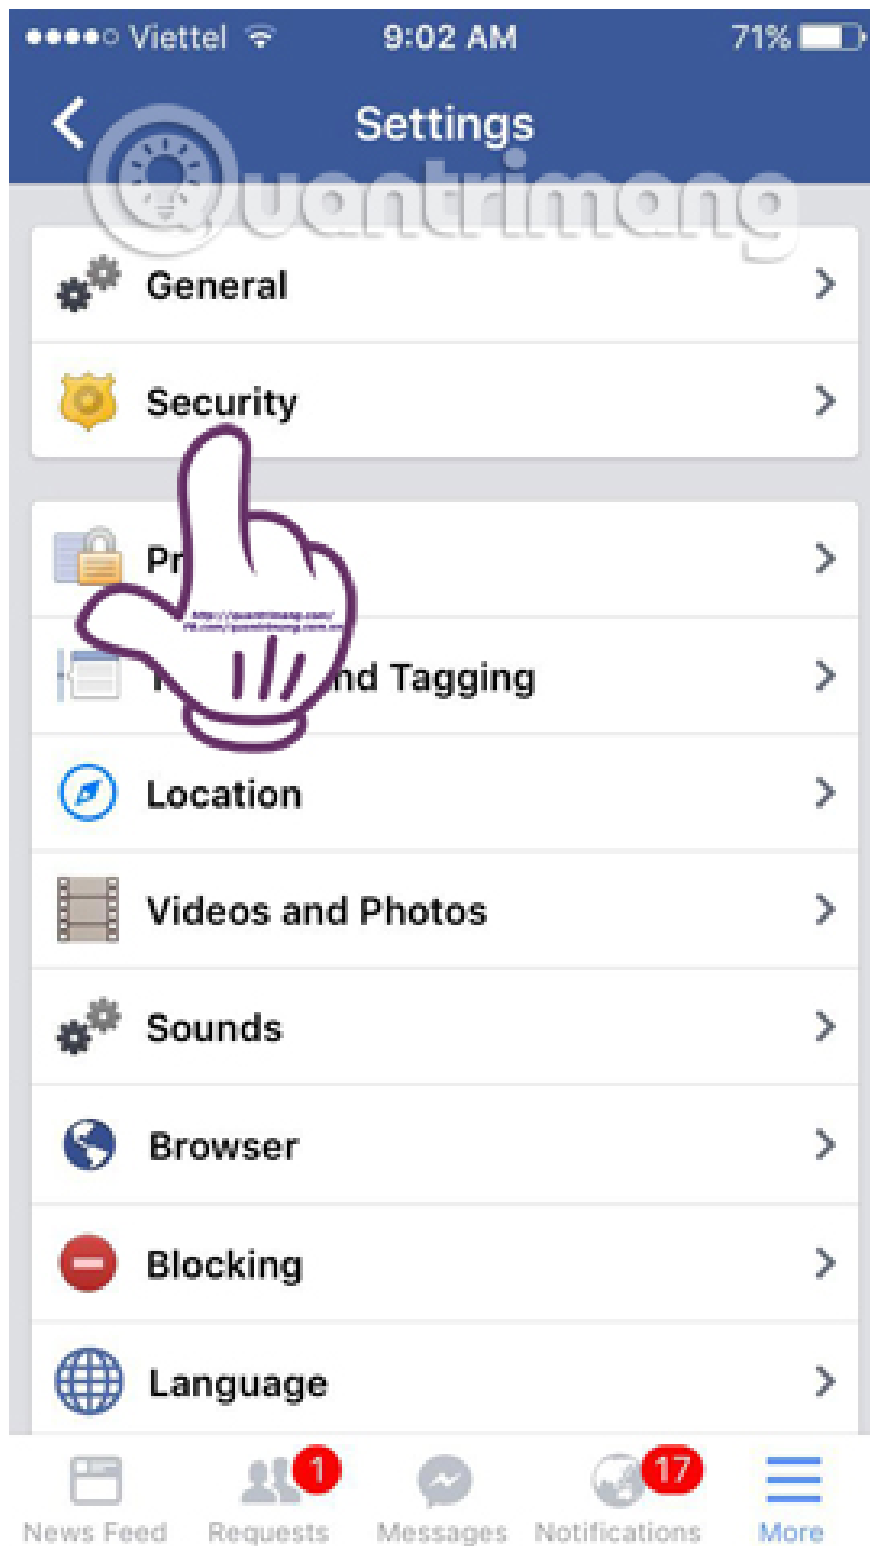 Viettel 9:02 AM 71%
Settings
Quantrimang
General
Security
Pr
nd Tagging
Location
Videos and Photos
Sounds
Browser
Blocking
Language
1 17
News Feed Requests Messages Notifications More